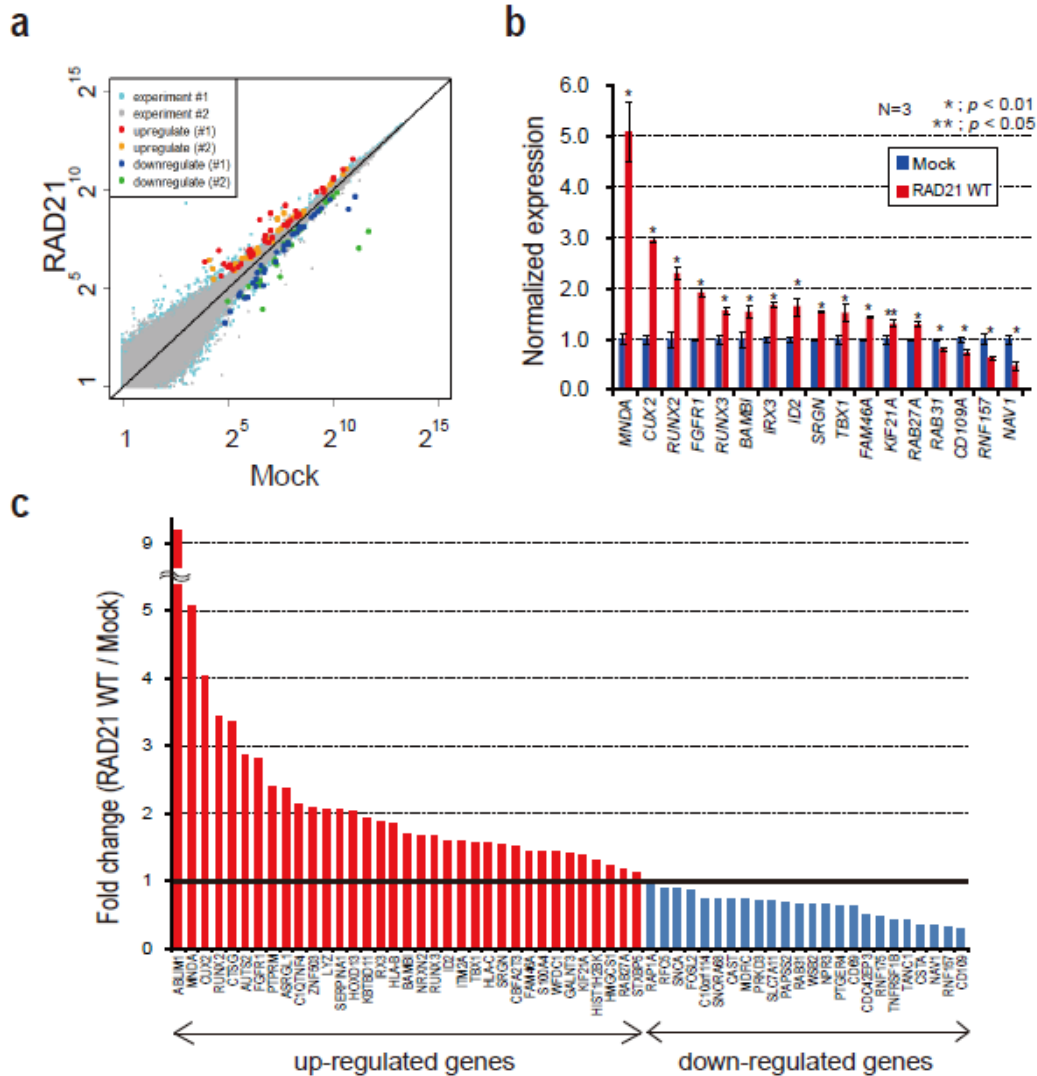 a
RAD21
2^15
2^10
2^5
1
experiment #1
experiment #2
upregulate (#1)
upregulate (#2)
downregulate (#1)
downregulate (#2)
1 2^5 2^10 2^15
Mock
b
Normalized expression
6.0
5.0
4.0
3.0
2.0
1.0
0.0
N=3
* ; p < 0.01
** ; p < 0.05
Mock
RAD21 WT
* * * * * * * * * * * ** * * * * *
MNDA CUX2 RUNX2 FGFR1 RUNX3 BAMBI IRX3 ID2 SRGN TBX1 FAM46A KIF21A RAB27A RAB31 CD109A RNF157 NAV1
c
Fold change (RAD21 WT / Mock)
9
5
4
3
2
1
0
ABLIM1 MNDA CUX2 RUNX2 CTSG AUTS2 FGFR1 PTPRM ASRGL1 C1QTNF4 ZNF503 LYZ SERPINA1 HOXD13 KBTBD11 RX3 HLA-B BAMBI NRXN2 RUNX3 ID2 ITM2A TBX1 HLA-C SRGN CBFA2T3 FAM46A S100A4 WFDC1 GALNT3 KIF21A HIST1H2BK HMGCS1 RAB27A STXBP5 RAP1A RFC5 SNCA FOSL2 C10orf114 SNORA68 CAST MDFIC PRKD3 SLC7A11 PAPSS2 RAB31 WSB2 NPR3 PTGER4 CD69 CDC42EP3 RNF175 TNFRSF1B TANC1 CSTA NAV1 RNF157 CD109
up-regulated genes
down-regulated genes